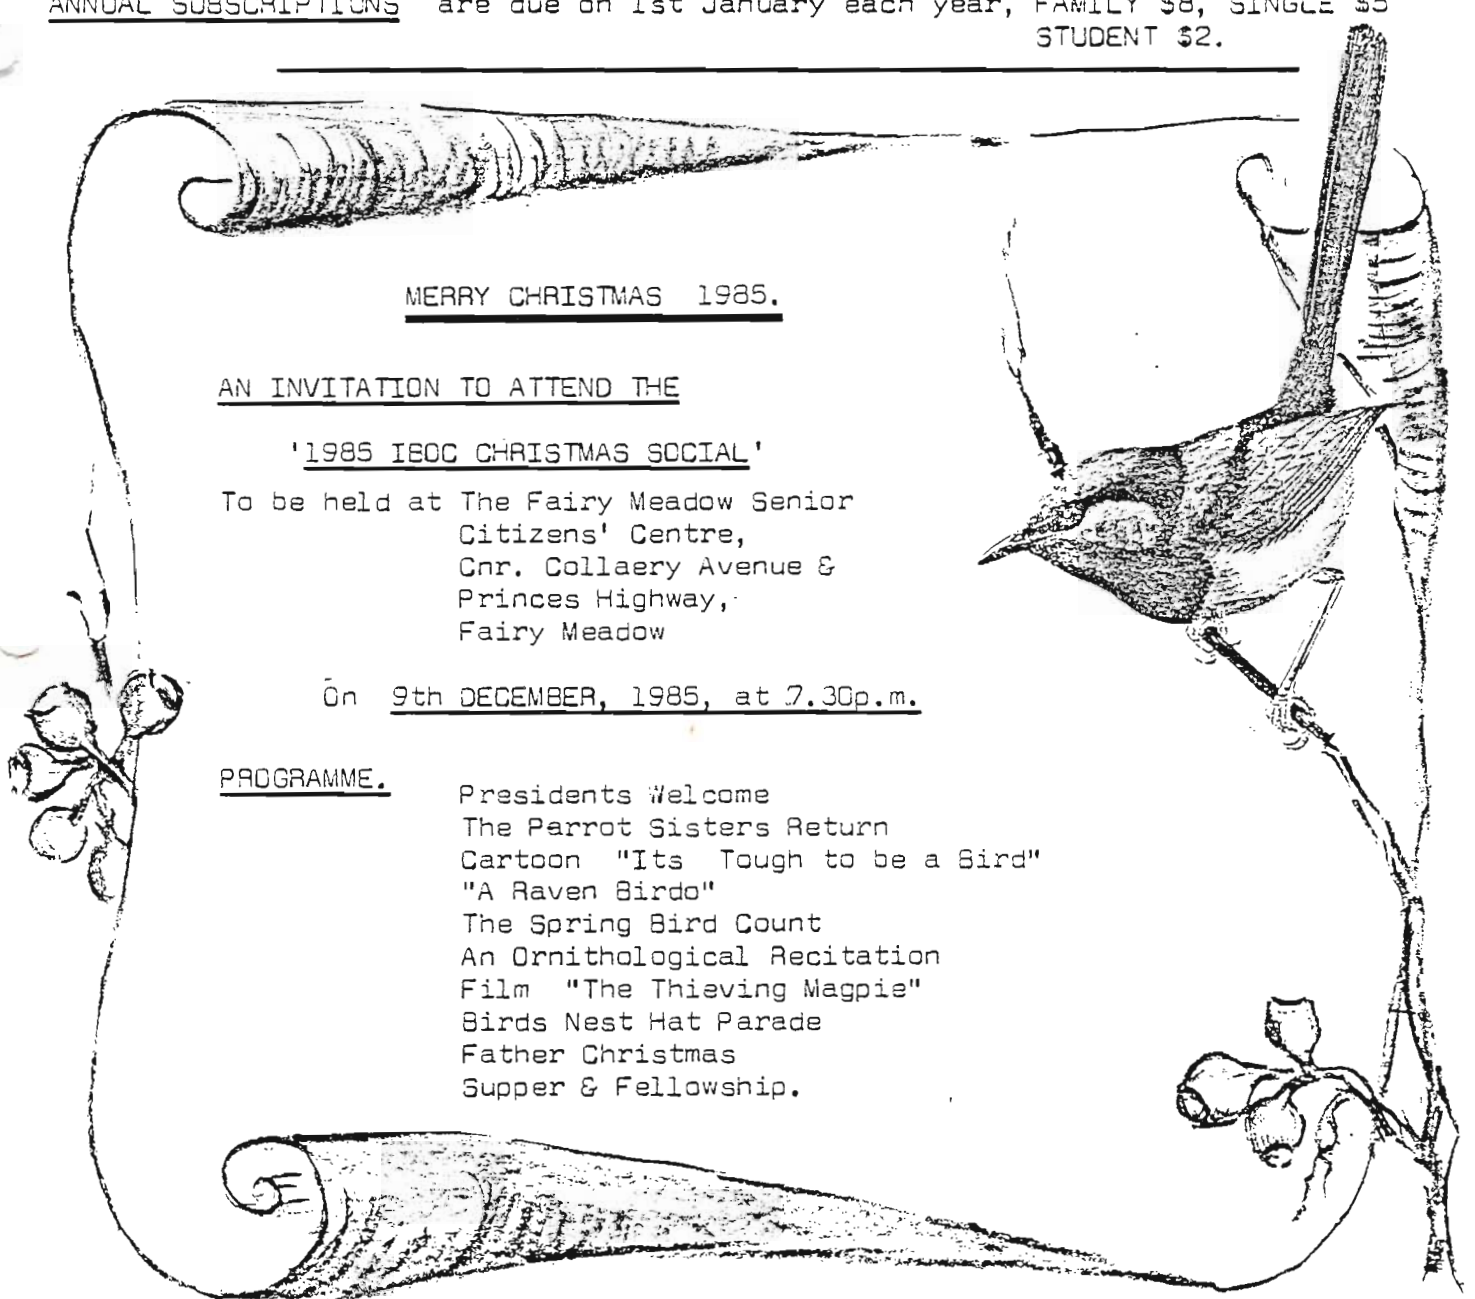 ANNUAL SUBSCRIPTIONS are due on 1st January each year, FAMILY $8, SINGLE $5
STUDENT $2.
MERRY CHRISTMAS 1985.
AN INVITATION TO ATTEND THE
'1985 IBOC CHRISTMAS SOCIAL'
To be held at The Fairy Meadow Senior
Citizens' Centre,
Cnr. Collaery Avenue &
Princes Highway,
Fairy Meadow
On 9th DECEMBER, 1985, at 7.30p.m.
PROGRAMME.
Presidents Welcome
The Parrot Sisters Return
Cartoon "Its Tough to be a Bird"
"A Raven Birdo"
The Spring Bird Count
An Ornithological Recitation
Film "The Thieving Magpie"
Birds Nest Hat Parade
Father Christmas
Supper & Fellowship.